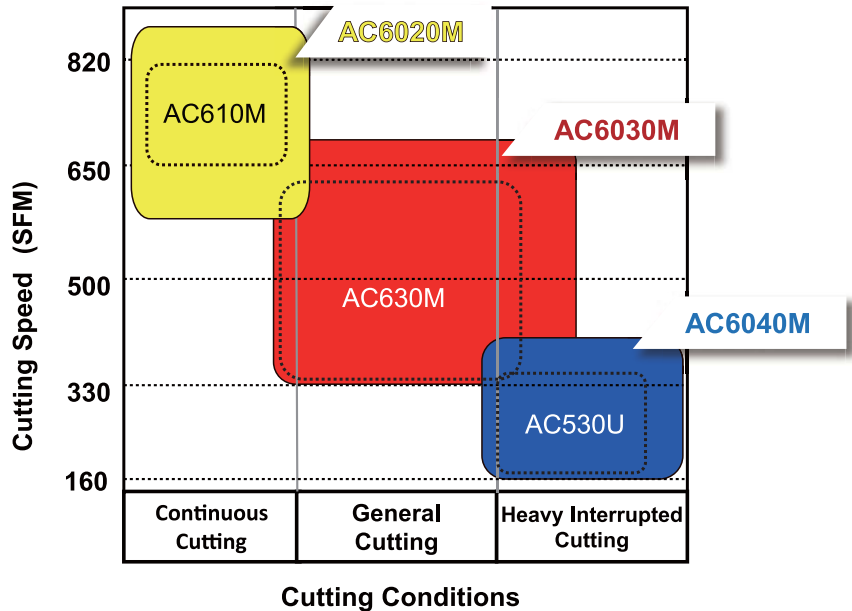 AC6020M
820
AC610M
AC6030M
650
Cutting Speed (SFM)
500
AC630M
AC6040M
330
AC530U
160
Continuous
Cutting
General
Cutting
Heavy Interrupted
Cutting
Cutting Conditions